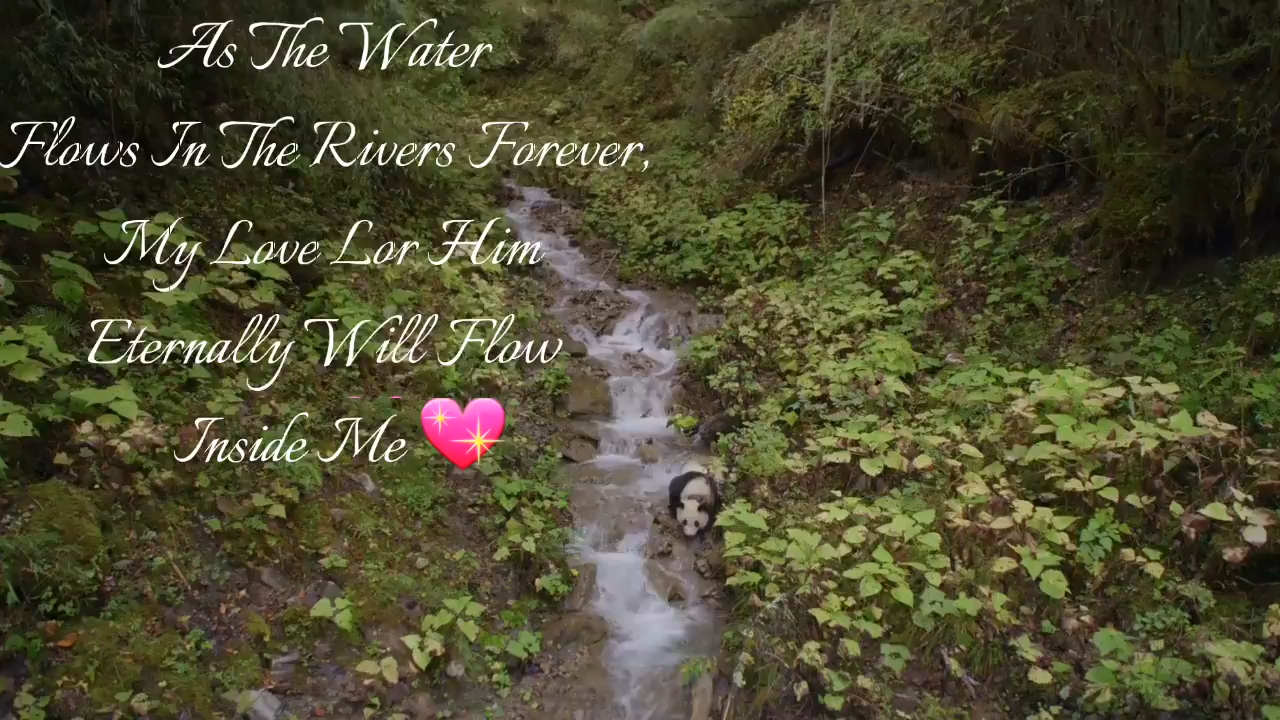 As The Water
Flows In The Rivers Forever,
My Love Lor Him
Eternally Will Flow
Inside Me 💖